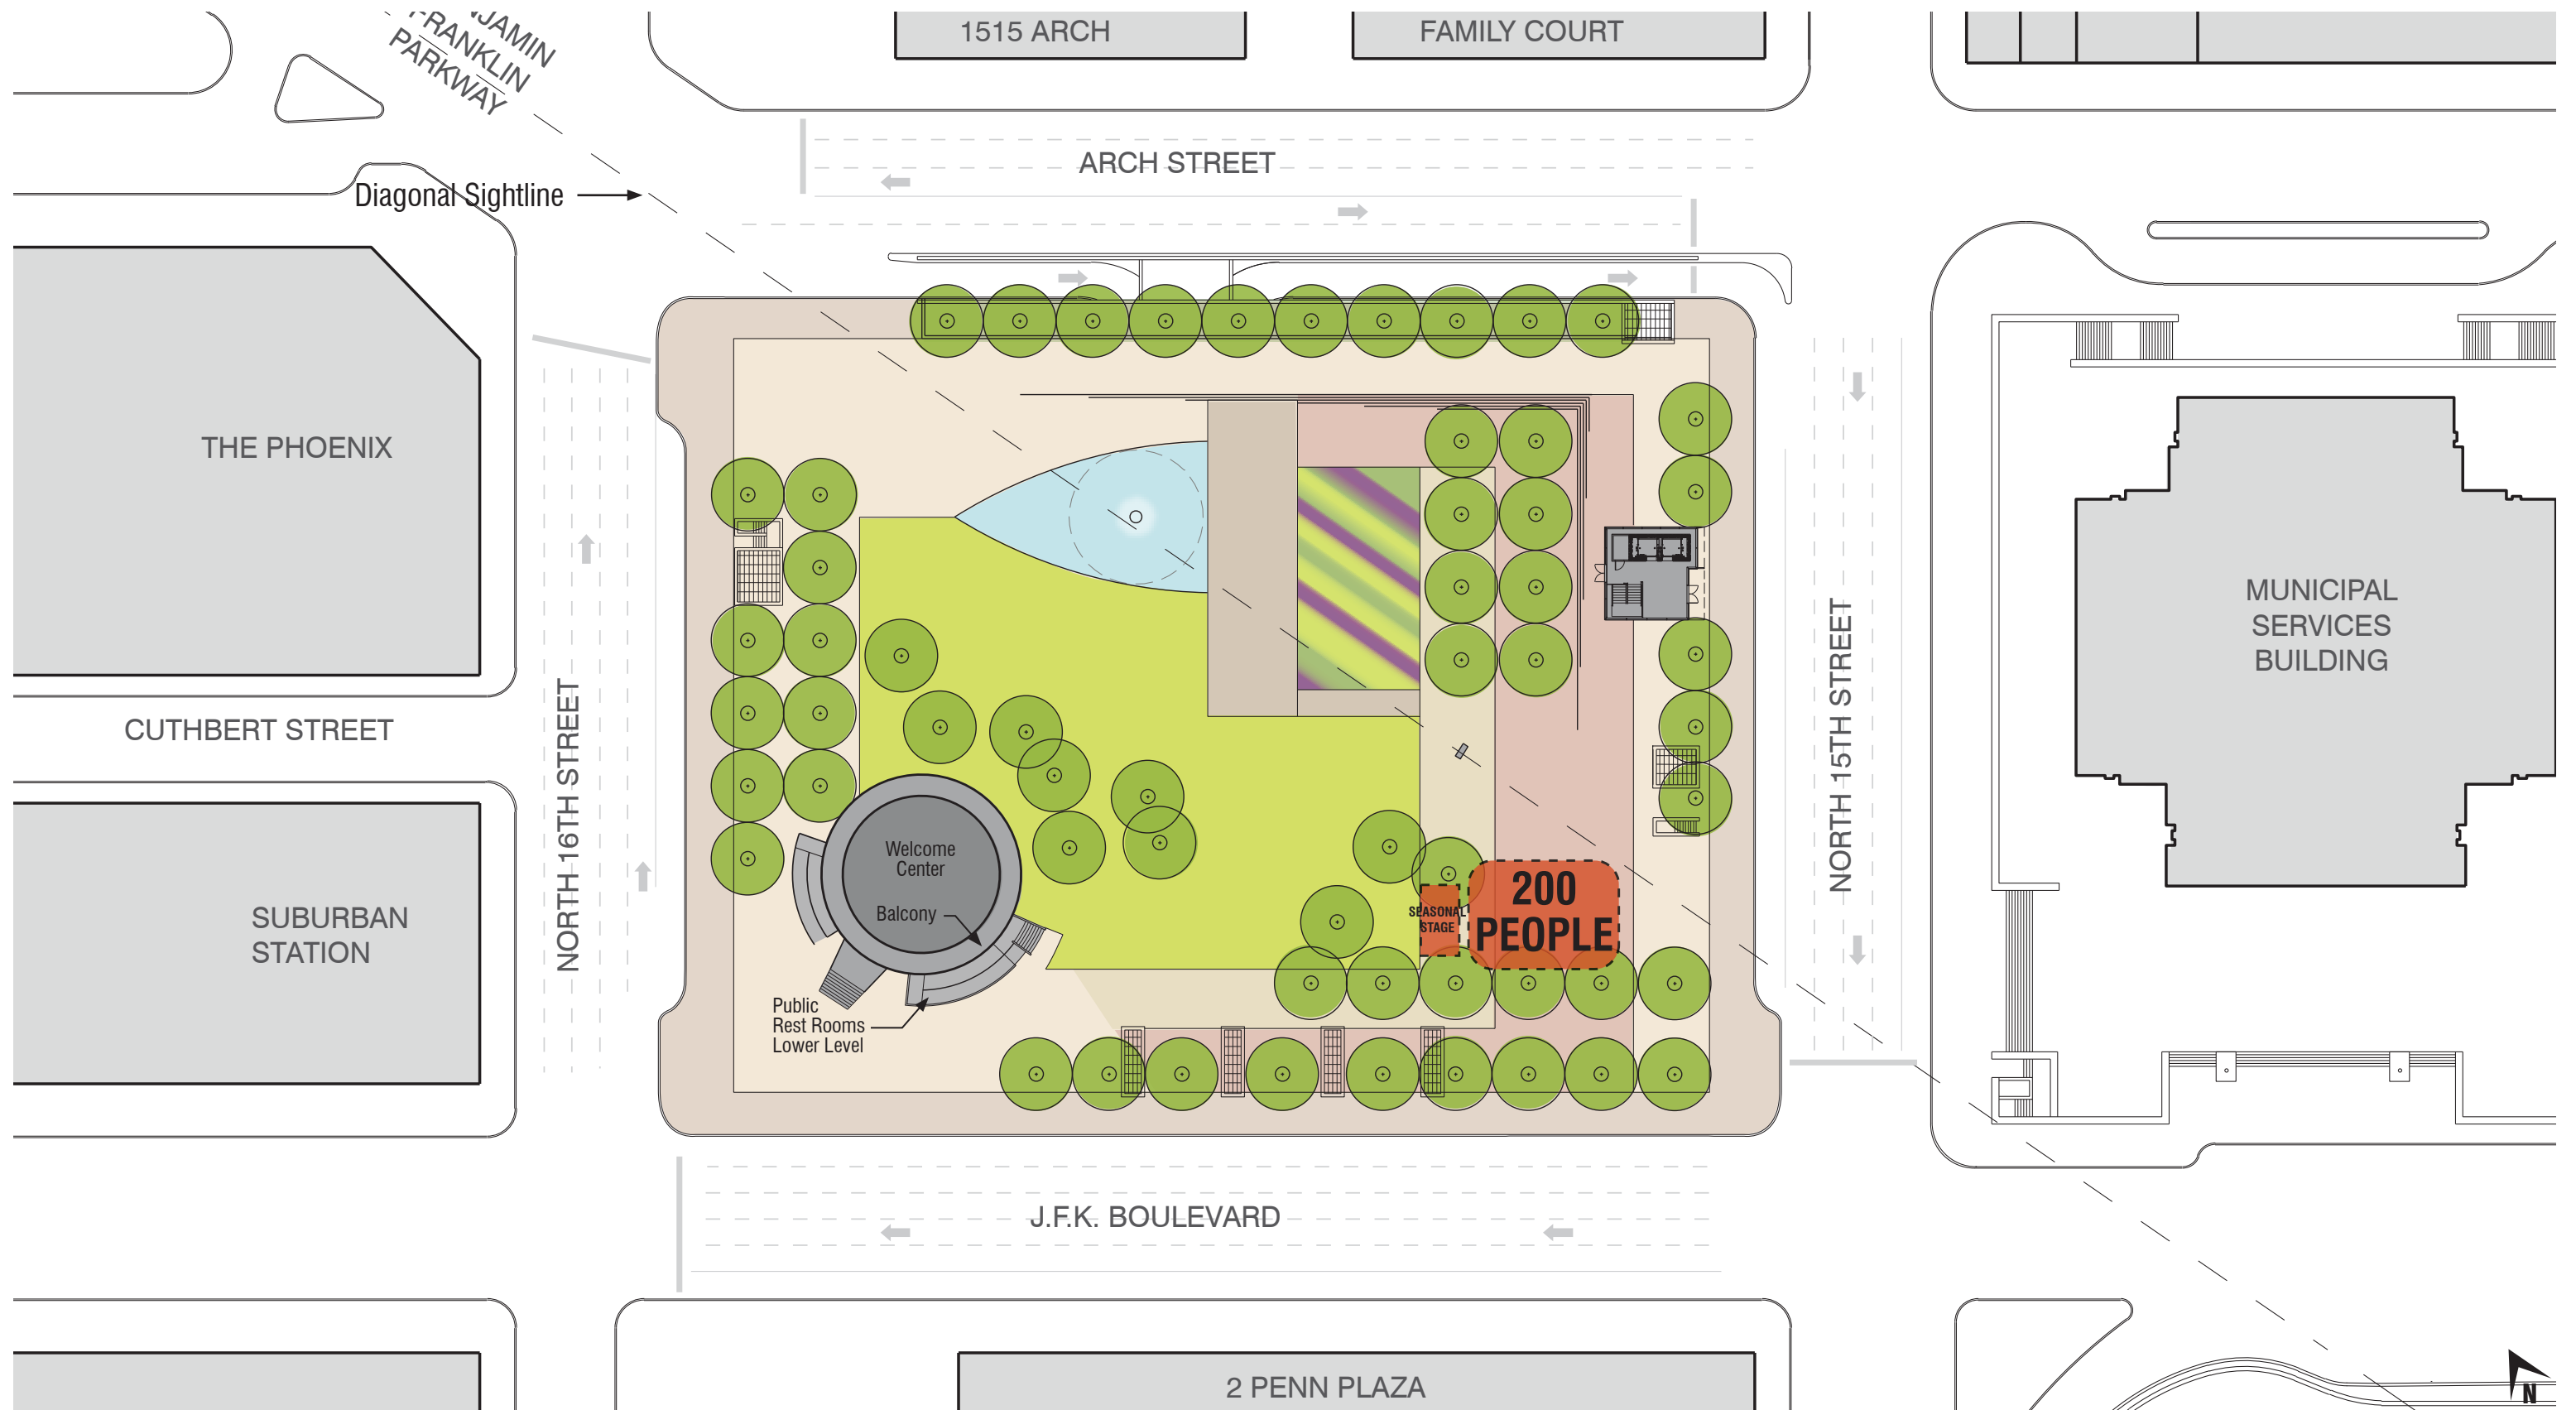 1515 ARCH
FAMILY COURT
FRANKLIN
PARKWAY
ARCH STREET
Diagonal Sightline
THE PHOENIX
CUTHBERT STREET
NORTH 16TH STREET
SUBURBAN
STATION
MUNICIPAL
SERVICES
BUILDING
NORTH 15TH STREET
Welcome
Center
Balcony
Public
Rest Rooms
Lower Level
SEASONAL
STAGE
200
PEOPLE
J.F.K. BOULEVARD
2 PENN PLAZA
N